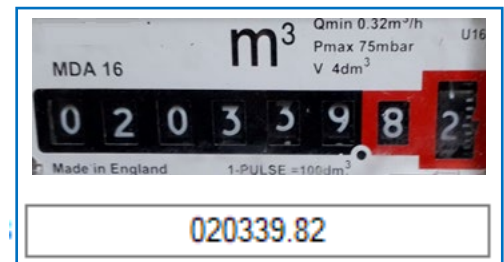 m³
Qmin 0.32m³/h
U16
Pmax 75mbar
MDA 16
V 4dm³
0 2 0 3 3 9 8 2
Made in England
1-PULSE =100dm³
020339.82